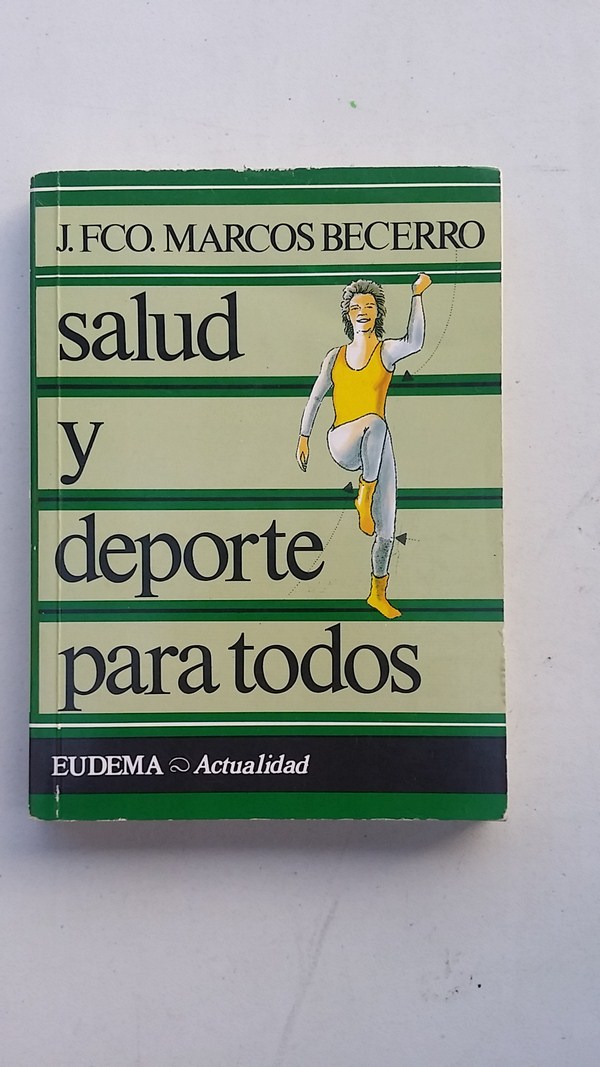 J. FCO. MARCOS BECERRO
salud
y
deporte
para todos
EUDEMA Actualidad